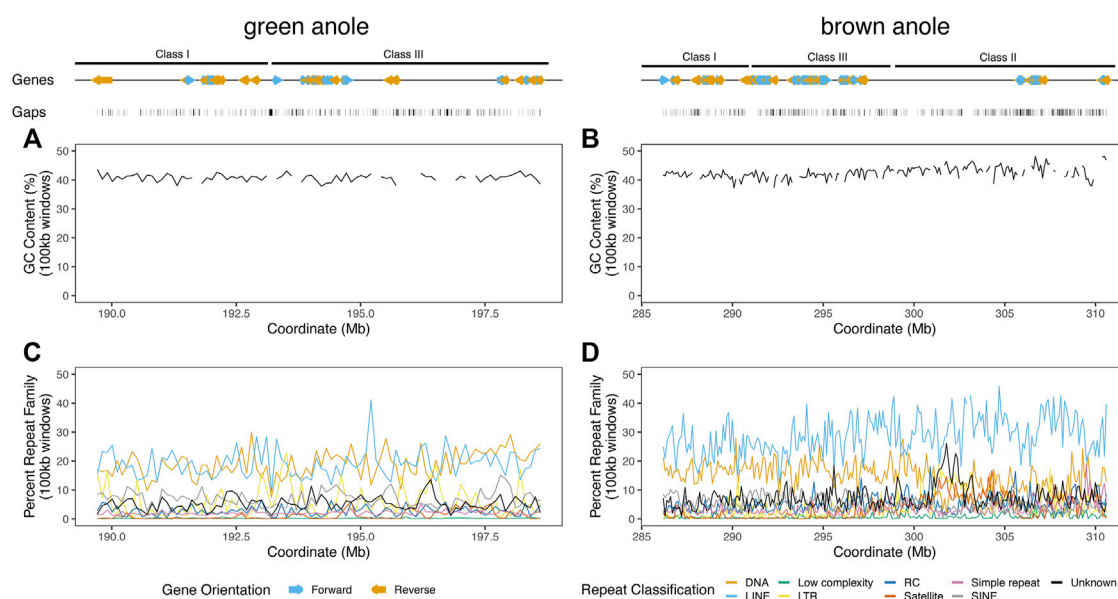 green anole
brown anole
Class I
Class III
Class I
Class III
Class II
Genes
Gaps
A
B
GC Content (%)
(100kb windows)
50
40
30
20
10
0
190.0
192.5
195.0
197.5
Coordinate (Mb)
GC Content (%)
(100kb windows)
50
40
30
20
10
0
285
290
295
300
305
310
Coordinate (Mb)
C
D
Percent Repeat Family
(100kb windows)
50
40
30
20
10
0
190.0
192.5
195.0
197.5
Coordinate (Mb)
Percent Repeat Family
(100kb windows)
50
40
30
20
10
0
285
290
295
300
305
310
Coordinate (Mb)
Gene Orientation
Forward
Reverse
Repeat Classification
DNA
Low complexity
RC
Simple repeat
Unknown
LINE
LTR
Satellite
SINE